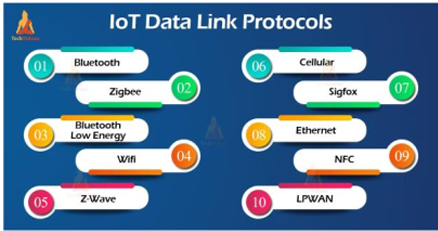 IoT Data Link Protocols
01 Bluetooth
Zigbee 02
03 Bluetooth
Low Energy
Wifi 04
05 Z-Wave
06 Cellular
Sigfox 07
08 Ethernet
NFC 09
10 LPWAN